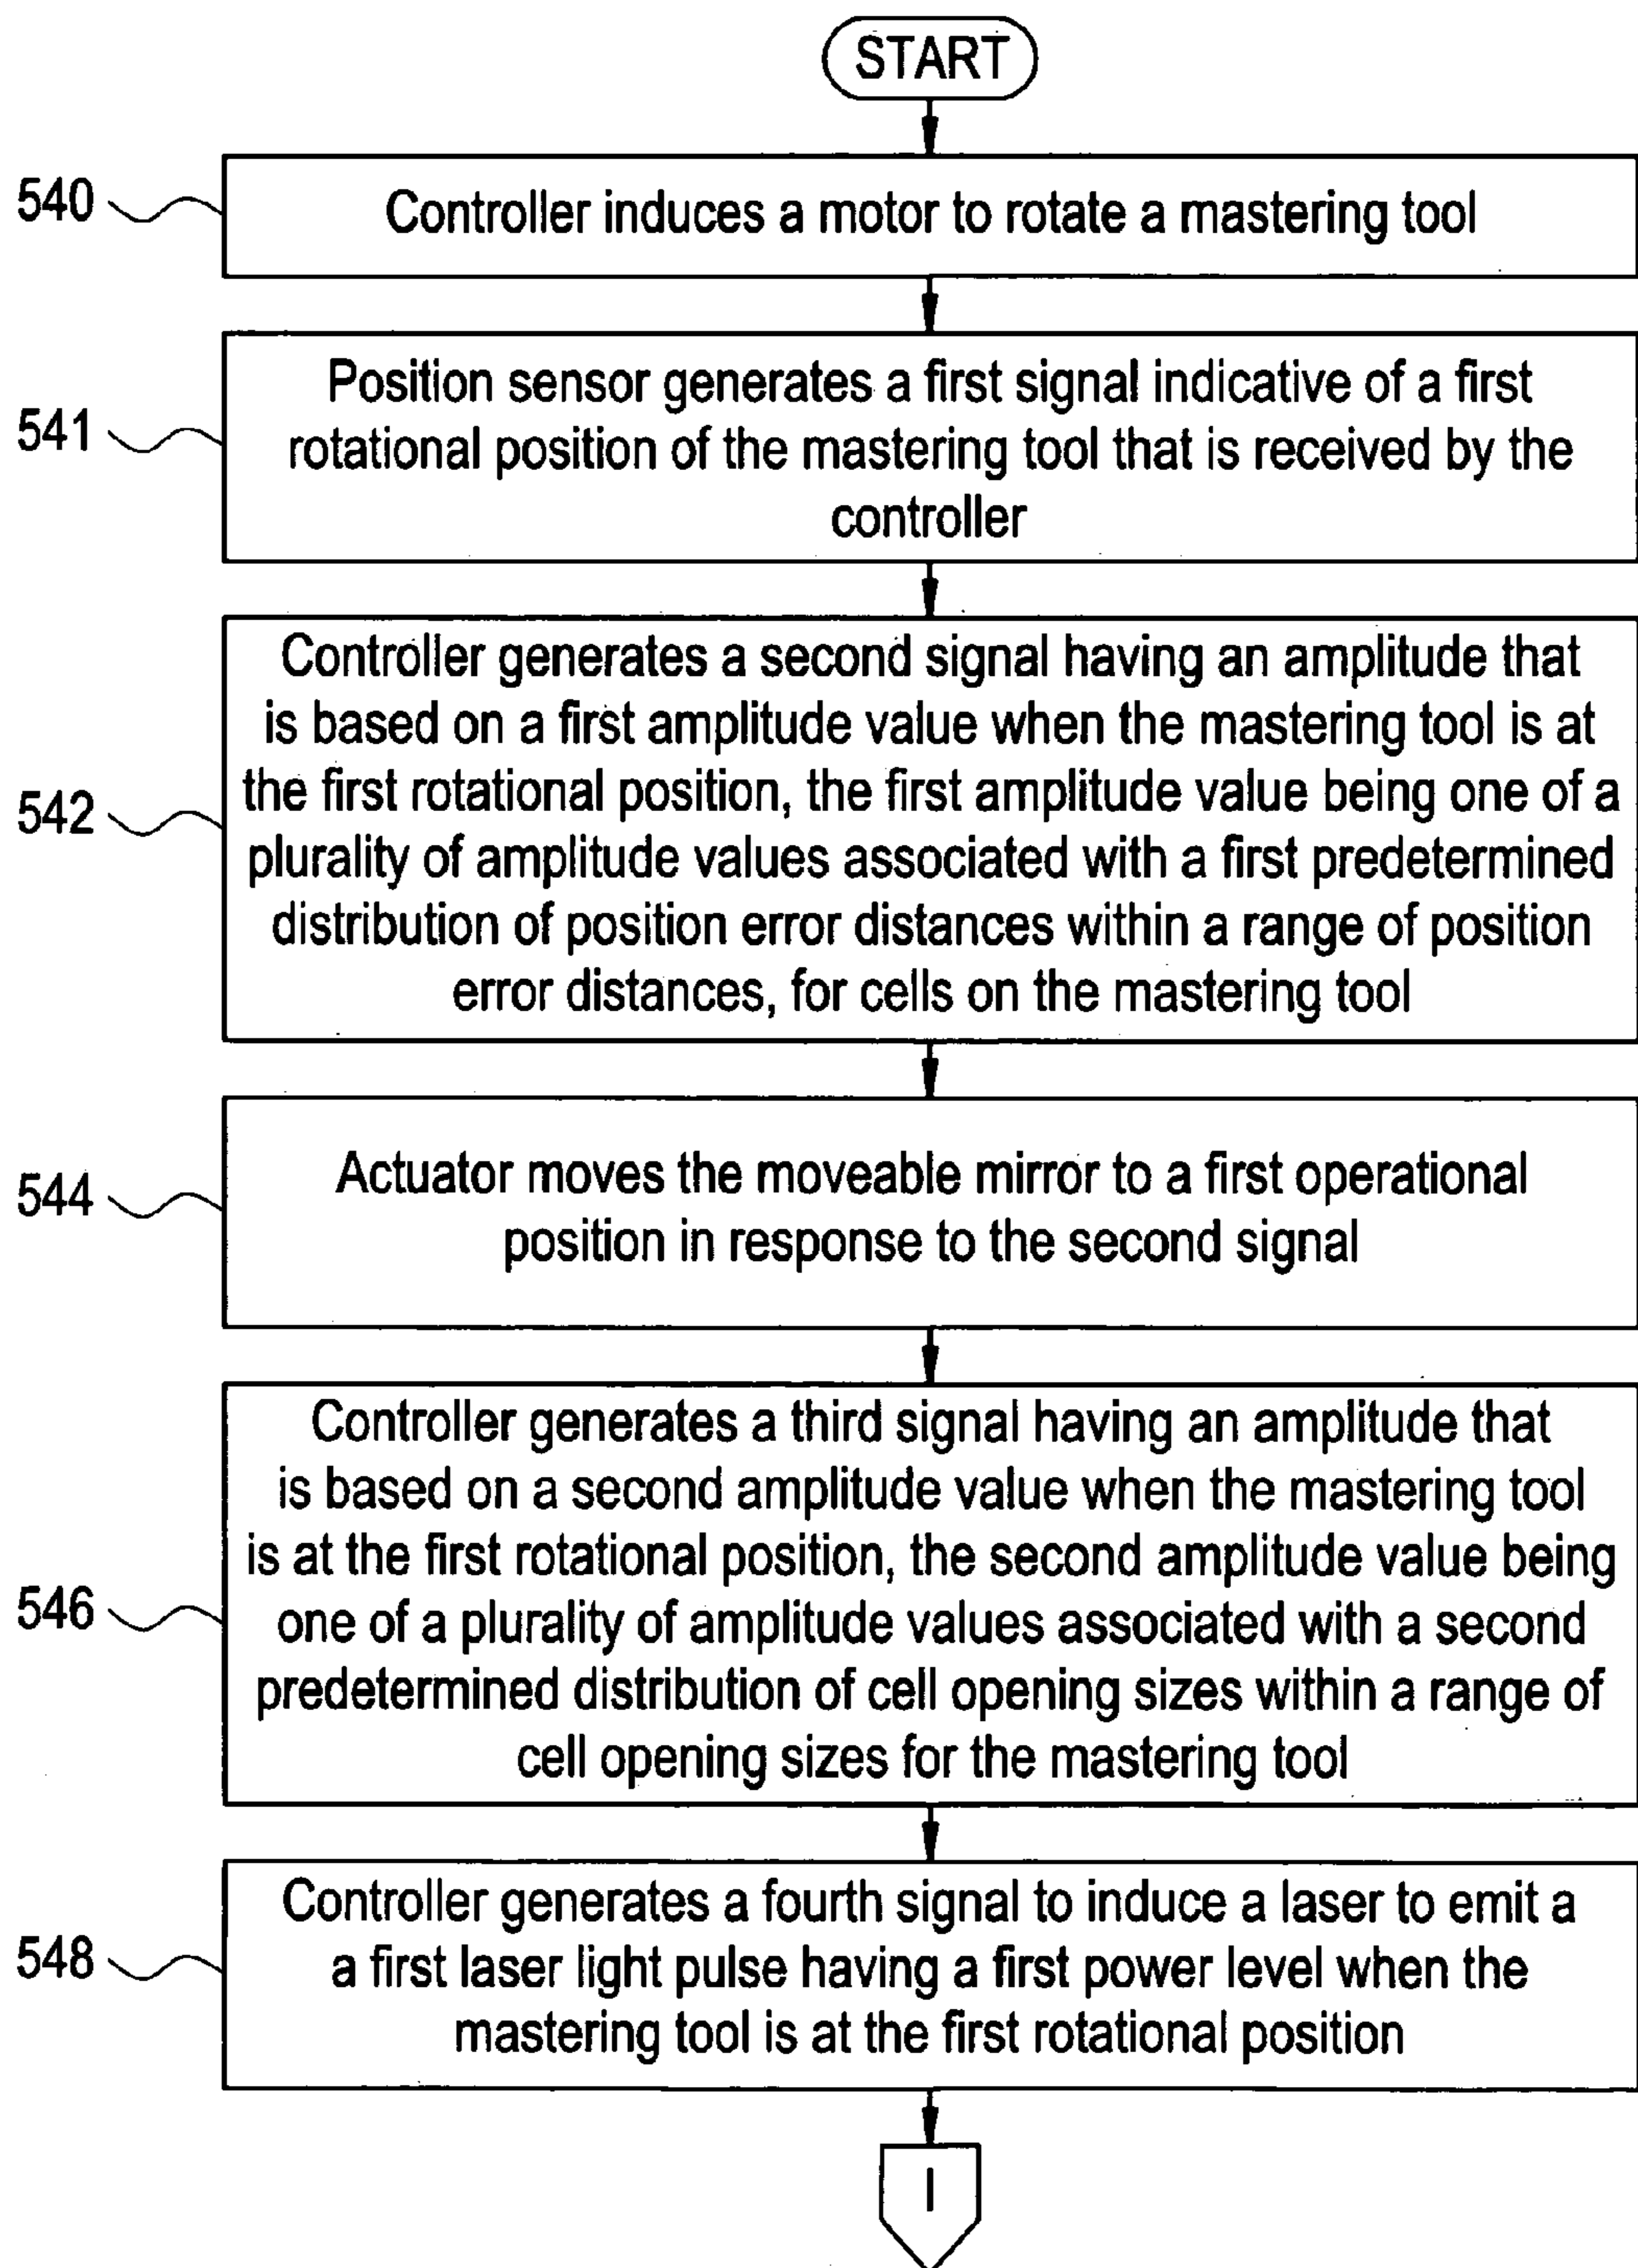 START
540
Controller induces a motor to rotate a mastering tool
541
Position sensor generates a first signal indicative of a first
rotational position of the mastering tool that is received by the
controller
542
Controller generates a second signal having an amplitude that
is based on a first amplitude value when the mastering tool is at
the first rotational position, the first amplitude value being one of a
plurality of amplitude values associated with a first predetermined
distribution of position error distances within a range of position
error distances, for cells on the mastering tool
544
Actuator moves the moveable mirror to a first operational
position in response to the second signal
546
Controller generates a third signal having an amplitude that
is based on a second amplitude value when the mastering tool
is at the first rotational position, the second amplitude value being
one of a plurality of amplitude values associated with a second
predetermined distribution of cell opening sizes within a range of
cell opening sizes for the mastering tool
548
Controller generates a fourth signal to induce a laser to emit a
a first laser light pulse having a first power level when the
mastering tool is at the first rotational position
I